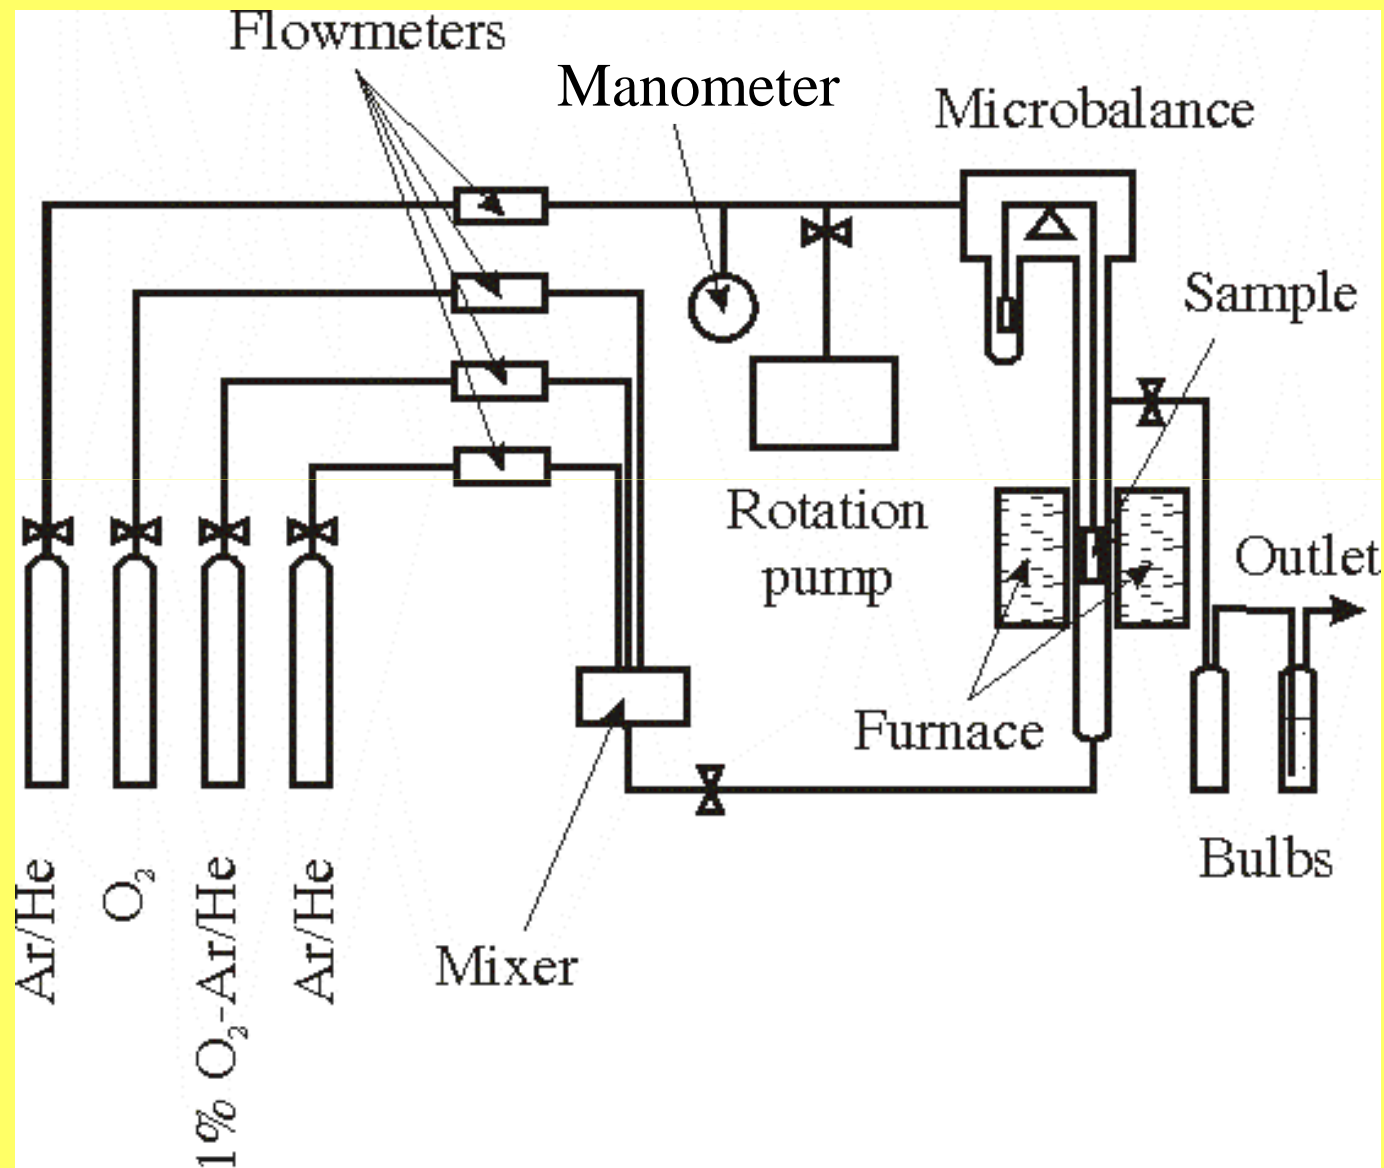 Flowmeters
Manometer
Microbalance
Sample
Rotation
pump
Outlet
Furnace
Bulbs
Mixer
Ar/He
O₂
1% O₂-Ar/He
Ar/He